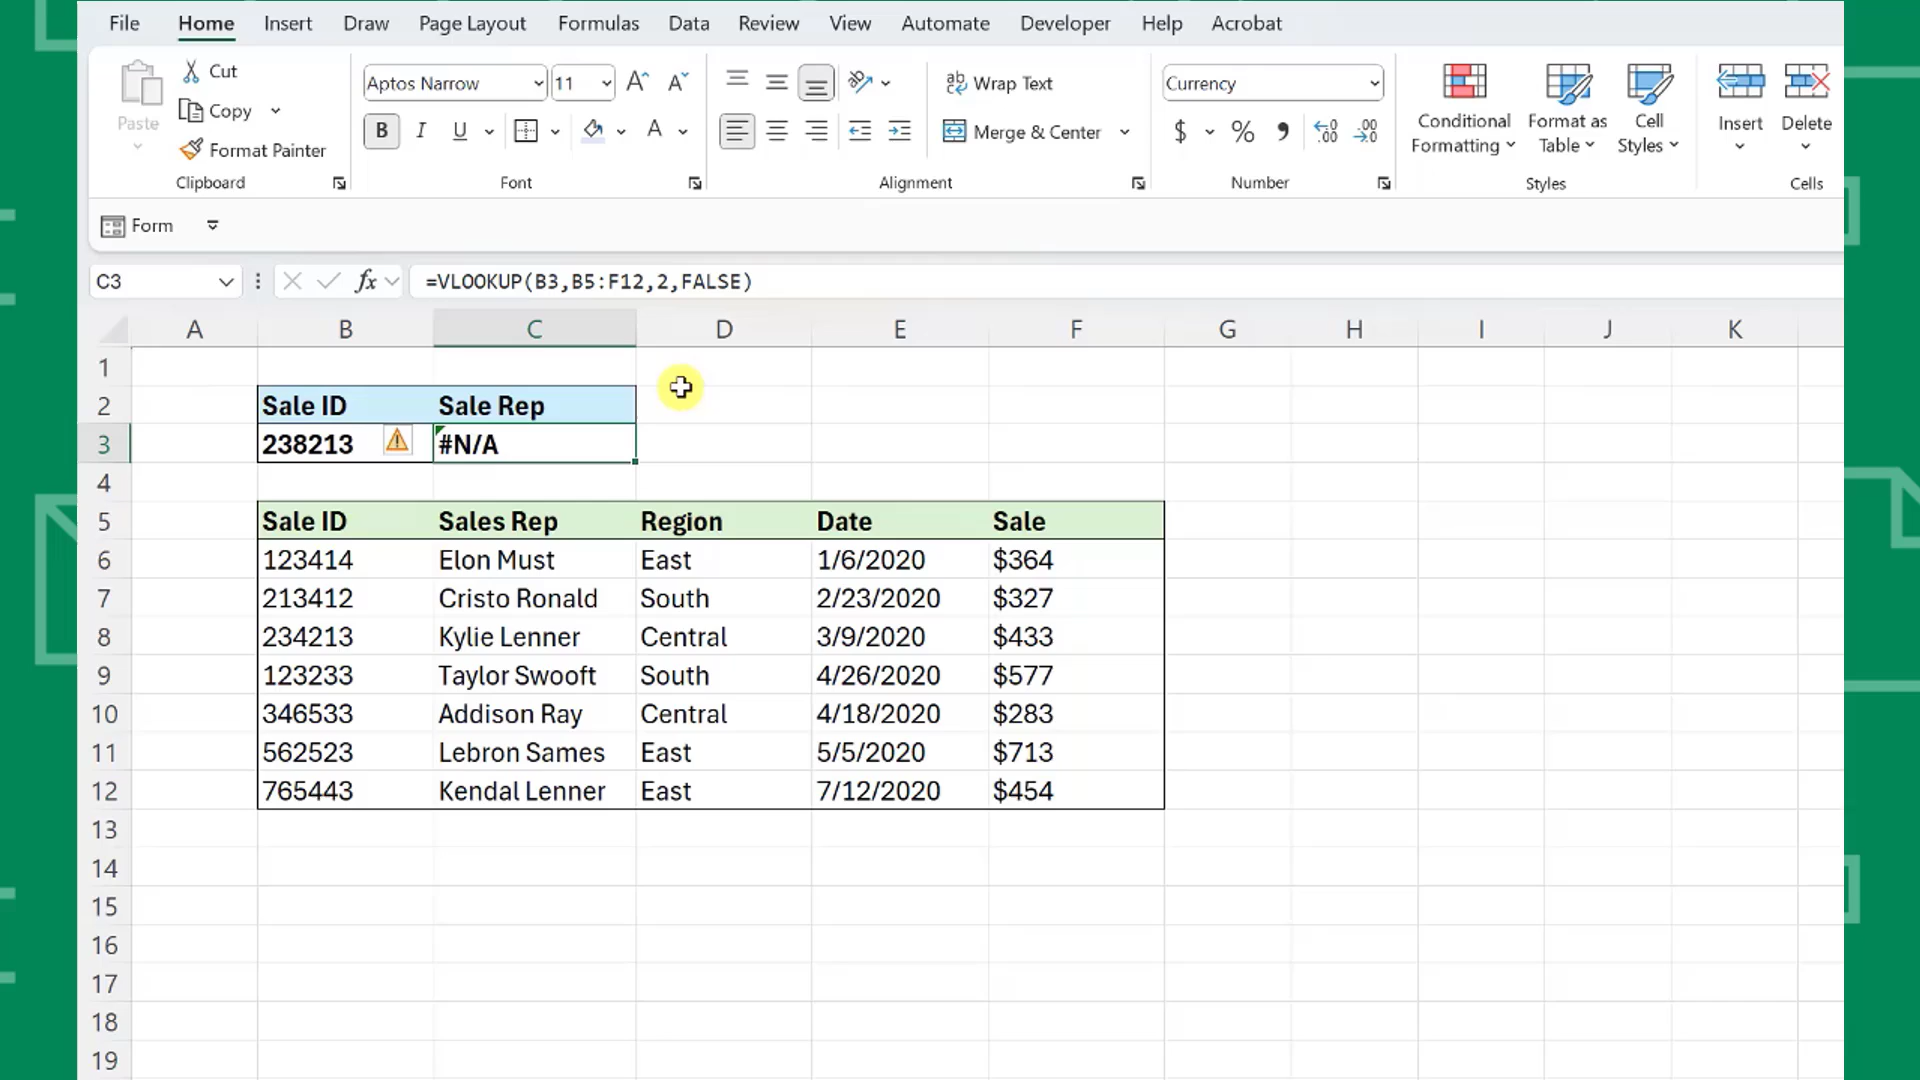 File Home Insert Draw Page Layout Formulas Data Review View Automate Developer Help Acrobat
Paste
Cut
Copy
Format Painter
Clipboard
Aptos Narrow 11 A^ Aˇ
B I U A
Font
ab Wrap Text
Merge & Center
Alignment
Currency
$ % 9 .00 .00
Number
Conditional Formatting
Format as Table
Cell Styles
Styles
Insert Delete
Cells
Form
C3 fx =VLOOKUP(B3,B5:F12,2,FALSE)
A B C D E F G H I J K
1
2 Sale ID Sale Rep
3 238213 #N/A
4
5 Sale ID Sales Rep Region Date Sale
6 123414 Elon Must East 1/6/2020 $364
7 213412 Cristo Ronald South 2/23/2020 $327
8 234213 Kylie Lenner Central 3/9/2020 $433
9 123233 Taylor Swooft South 4/26/2020 $577
10 346533 Addison Ray Central 4/18/2020 $283
11 562523 Lebron Sames East 5/5/2020 $713
12 765443 Kendal Lenner East 7/12/2020 $454
13
14
15
16
17
18
19